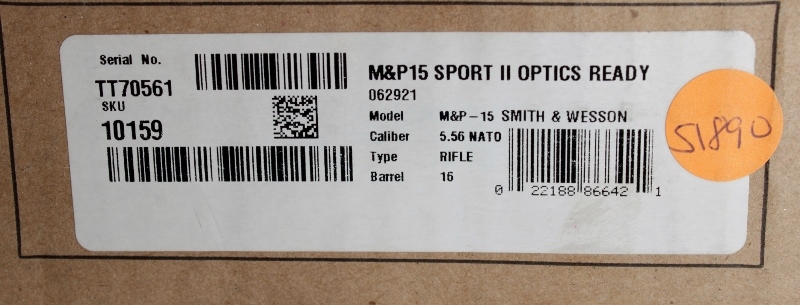 Serial No.
TT70561
SKU
10159
M&P15 SPORT II OPTICS READY
062921
Model M&P-15 SMITH & WESSON
Caliber 5.56 NATO
Type RIFLE
Barrel 16
0 22188 86642 1
51890